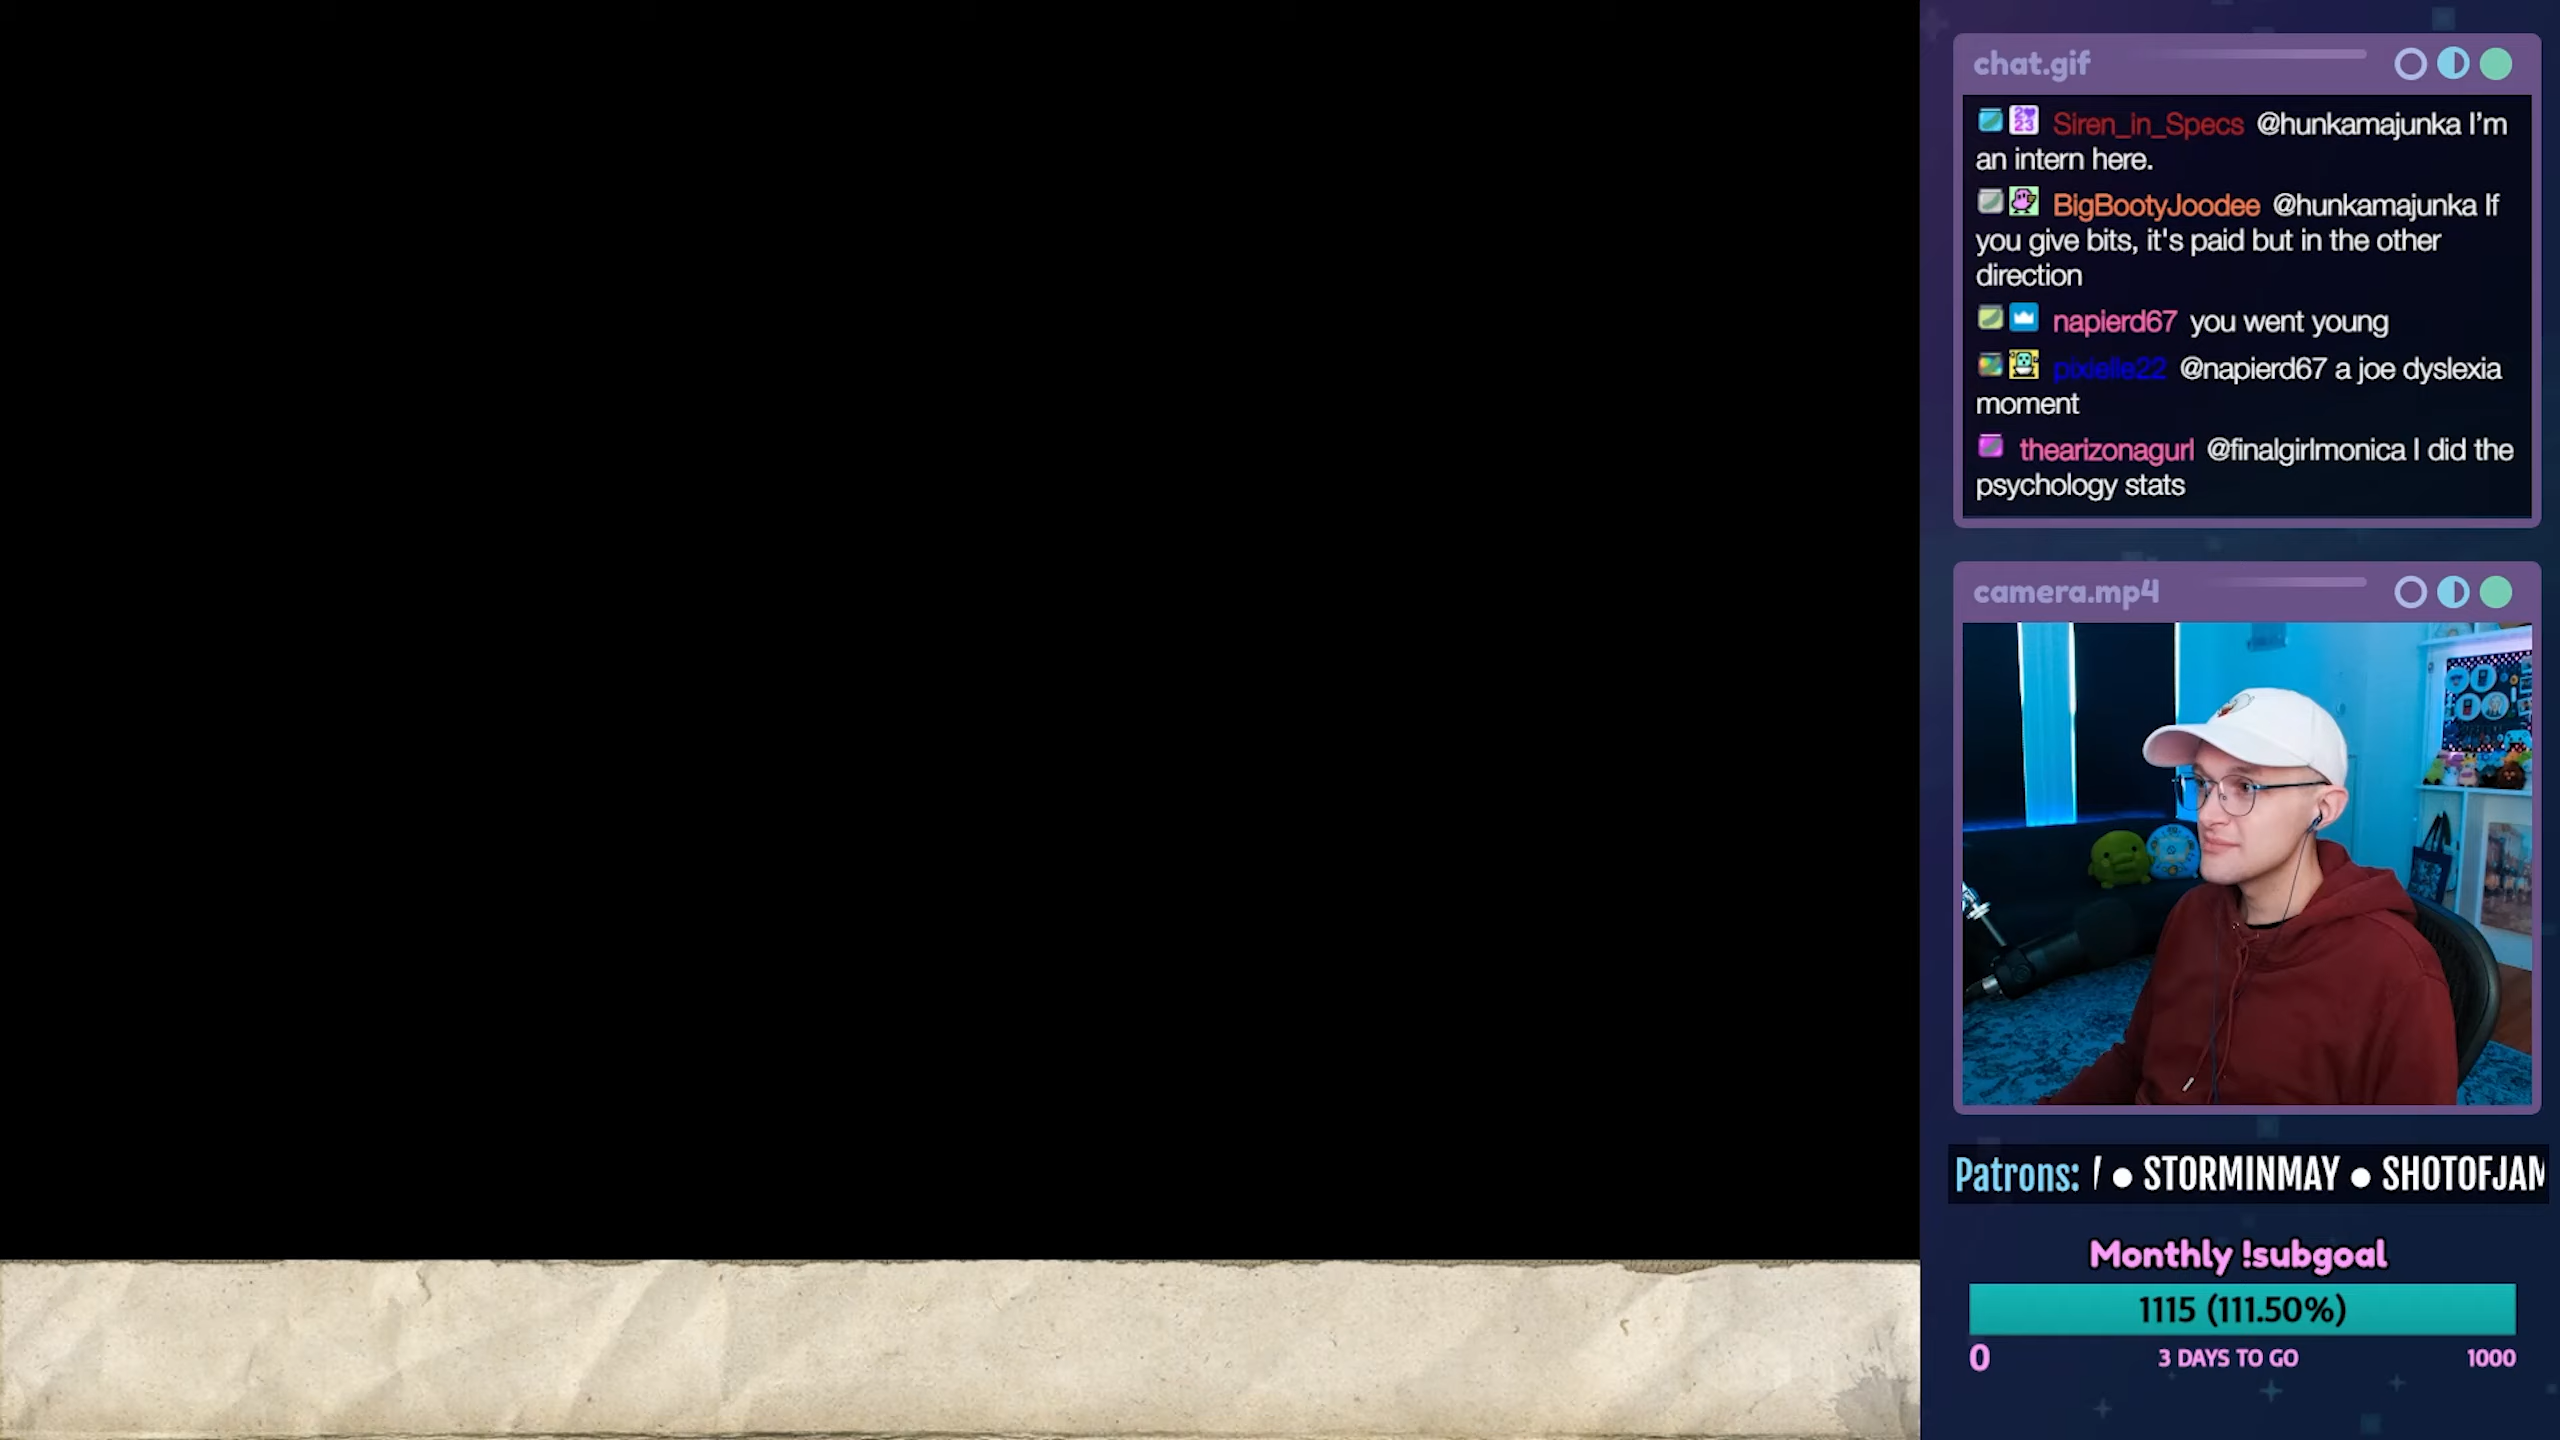 chat.gif
Siren_in_Specs @hunkamajunka I’m
an intern here.
BigBootyJoodee @hunkamajunka If
you give bits, it's paid but in the other
direction
napierd67 you went young
pixielle22 @napierd67 a joe dyslexia
moment
thearizonagurl @finalgirlmonica I did the
psychology stats
camera.mp4
Patrons: ● STORMINMAY ● SHOTOFJAM
Monthly !subgoal
1115 (111.50%)
0 3 DAYS TO GO 1000